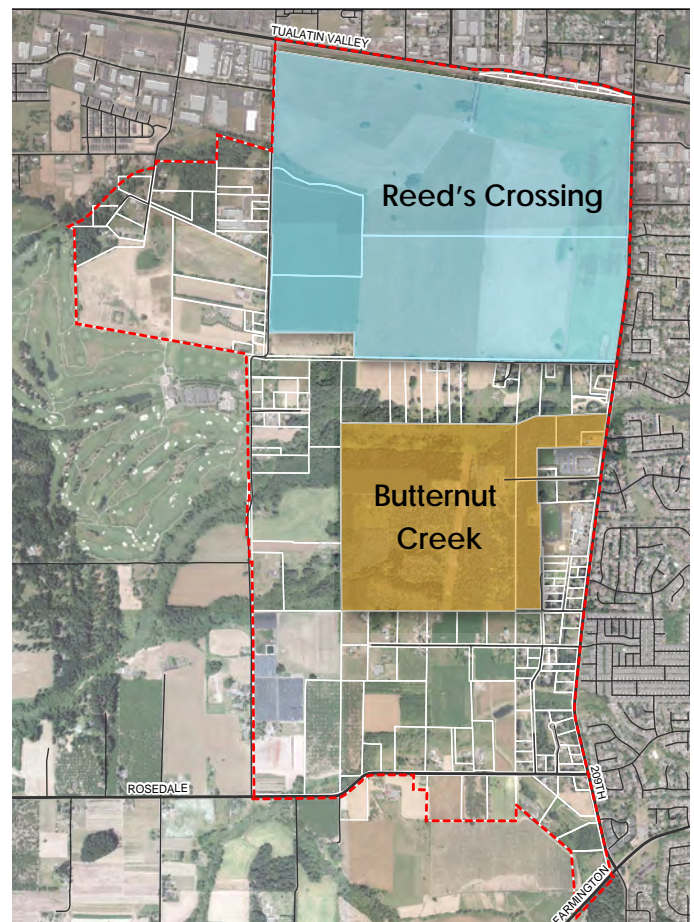 TUALATIN VALLEY
Reed's Crossing
Butternut
Creek
ROSEDALE
209TH
FARMINGTON